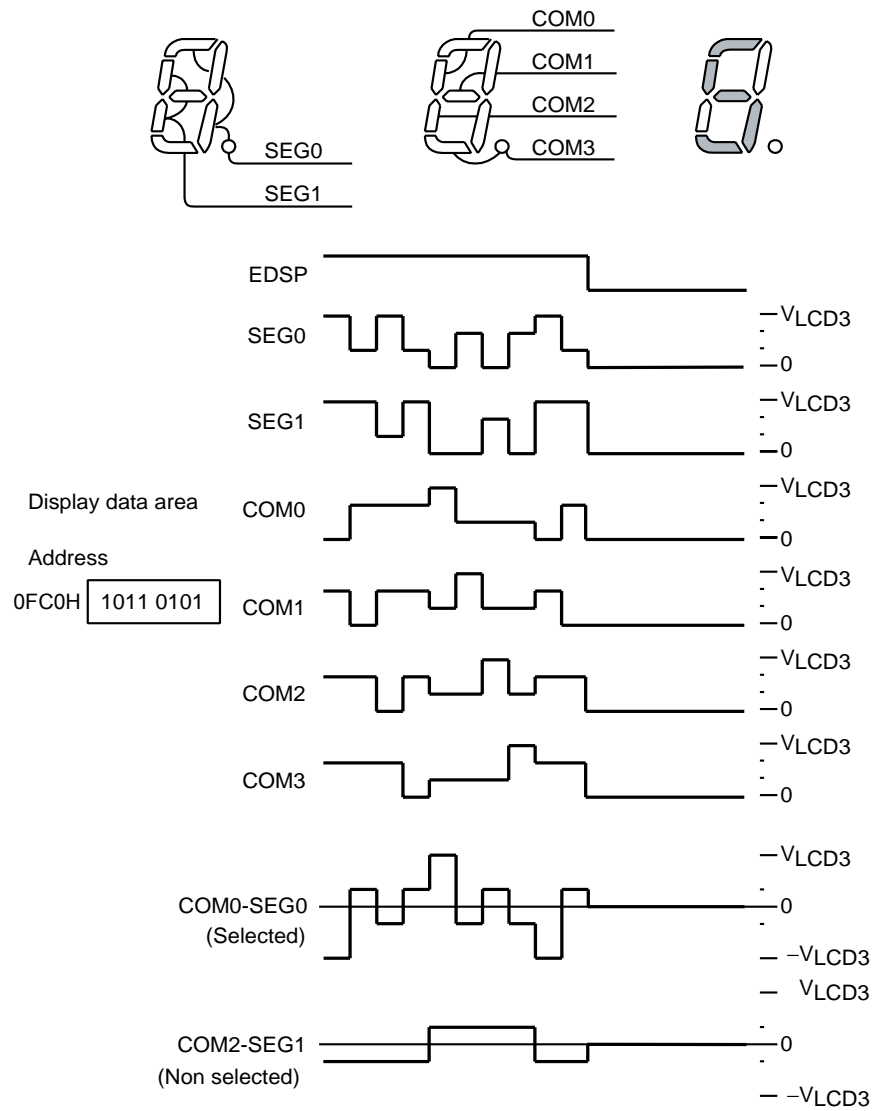 COM0
COM1
COM2
COM3
SEG0
SEG1
EDSP
SEG0
VLCD3
0
SEG1
VLCD3
0
Display data area
COM0
VLCD3
0
Address
0FC0H 1011 0101
COM1
VLCD3
0
COM2
VLCD3
0
COM3
VLCD3
0
COM0-SEG0
(Selected)
VLCD3
0
−VLCD3
COM2-SEG1
(Non selected)
VLCD3
0
−VLCD3